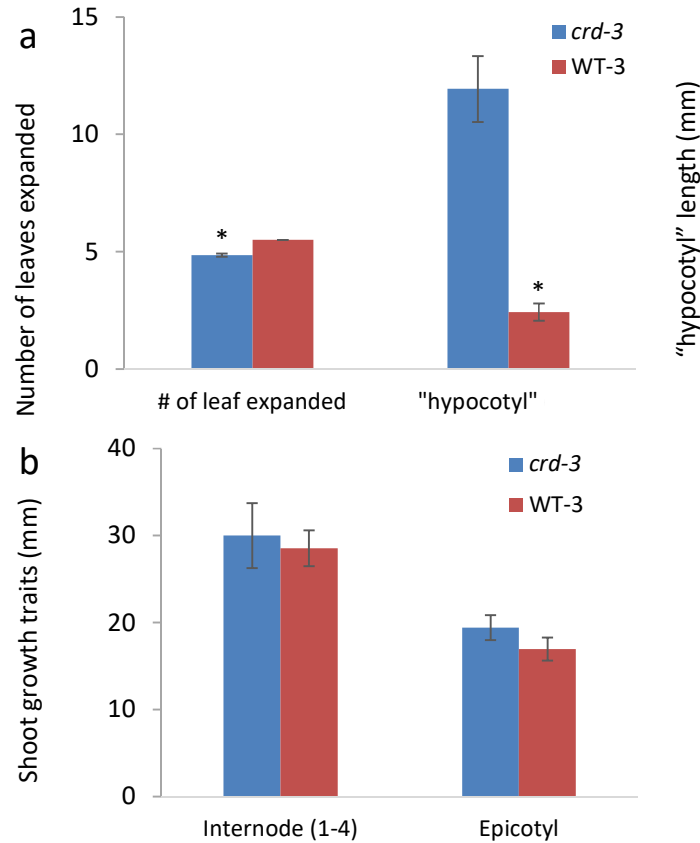 a
Number of leaves expanded
15
10
5
0
crd-3
WT-3
*
*
# of leaf expanded
"hypocotyl"
“hypocotyl” length (mm)
b
Shoot growth traits (mm)
40
30
20
10
0
crd-3
WT-3
Internode (1-4)
Epicotyl